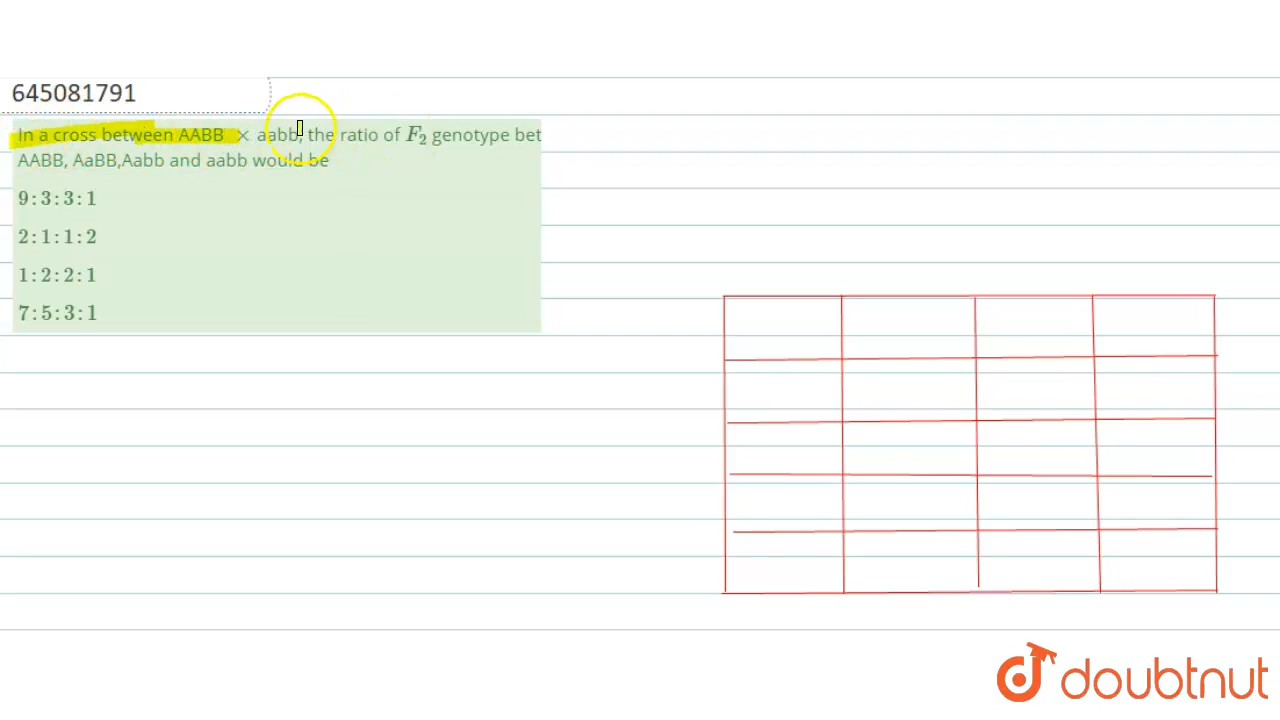 645081791
In a cross between AABB × aabb, the ratio of F₂ genotype bet
AABB, AaBB,Aabb and aabb would be
9 : 3 : 3 : 1
2 : 1 : 1 : 2
1 : 2 : 2 : 1
7 : 5 : 3 : 1
doubtnut